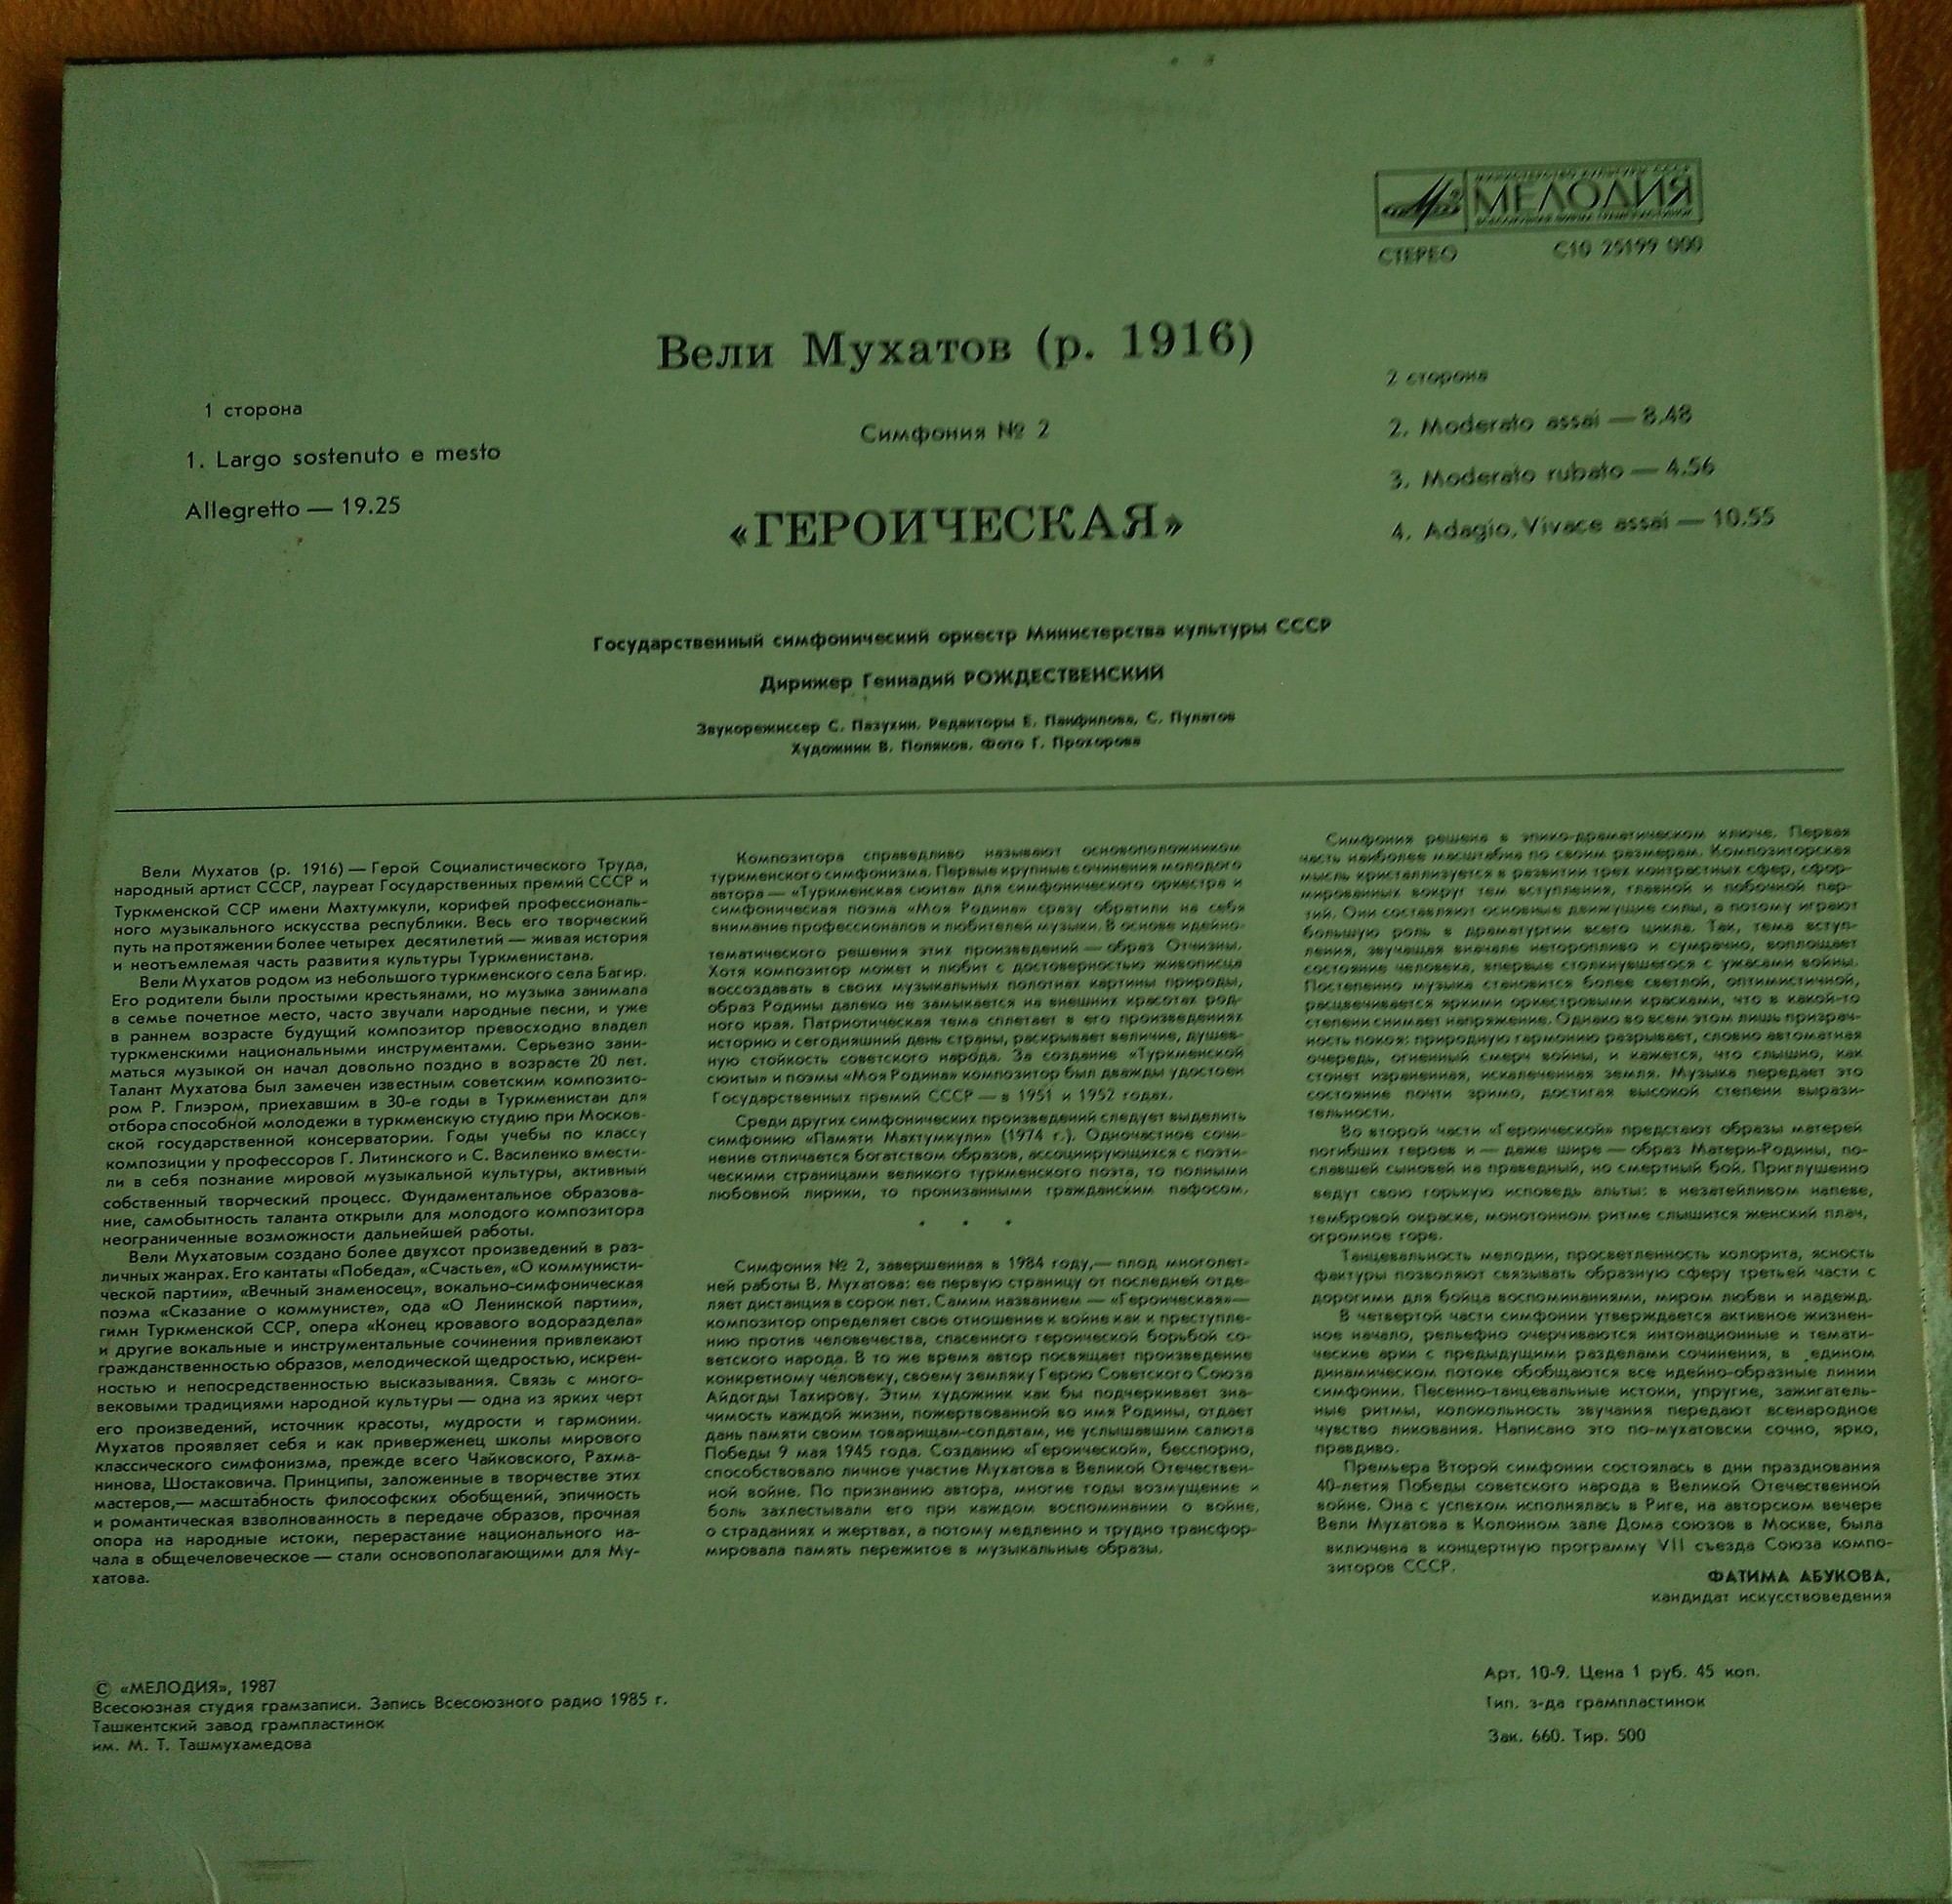 МИНИСТЕРСТВО КУЛЬТУРЫ СССР
МЕЛОДИЯ
СТЕРЕО С10 25199 000
Вели Мухатов (р. 1916)
Симфония № 2
«ГЕРОИЧЕСКАЯ»
1 сторона
1. Largo sostenuto e mesto
Allegretto — 19.25
2 сторона
2. Moderato assai — 8.48
3. Moderato rubato — 4.56
4. Adagio, Vivace assai — 10.55
Государственный симфонический оркестр Министерства культуры СССР
Дирижер Геннадий РОЖДЕСТВЕНСКИЙ
Звукорежиссер С. Пазухин. Редакторы Е. Панфилова, С. Пулатов
Художник В. Поляков. Фото Г. Прохорова
Вели Мухатов (р. 1916) — Герой Социалистического Труда,
народный артист СССР, лауреат Государственных премий СССР и
Туркменской ССР имени Махтумкули, корифей профессиональ-
ного музыкального искусства республики. Весь его творческий
путь на протяжении более четырех десятилетий — живая история
и неотъемлемая часть развития культуры Туркменистана.
Вели Мухатов родом из небольшого туркменского села Багир.
Его родители были простыми крестьянами, но музыка занимала
в семье почетное место, часто звучали народные песни, и уже
в раннем возрасте будущий композитор превосходно владел
туркменскими национальными инструментами. Серьезно зани-
маться музыкой он начал довольно поздно в возрасте 20 лет.
Талант Мухатова был замечен известным советским композито-
ром Р. Глиэром, приехавшим в 30-е годы в Туркменистан для
отбора способной молодежи в туркменскую студию при Москов-
ской государственной консерватории. Годы учебы по классу
композиции у профессоров Г. Литинского и С. Василенко вмести-
ли в себя познание мировой музыкальной культуры, активный
собственный творческий процесс. Фундаментальное образова-
ние, самобытность таланта открыли для молодого композитора
неограниченные возможности дальнейшей работы.
Вели Мухатовым создано более двухсот произведений в раз-
личных жанрах. Его кантаты «Победа», «Счастье», «О коммунисти-
ческой партии», «Вечный знаменосец», вокально-симфоническая
поэма «Сказание о коммунисте», ода «О Ленинской партии»,
гимн Туркменской ССР, опера «Конец кровавого водораздела»
и другие вокальные и инструментальные сочинения привлекают
гражданственностью образов, мелодической щедростью, искрен-
ностью и непосредственностью высказывания. Связь с много-
вековыми традициями народной культуры — одна из ярких черт
его произведений, источник красоты, мудрости и гармонии.
Мухатов проявляет себя и как приверженец школы мирового
классического симфонизма, прежде всего Чайковского, Рахма-
нинова, Шостаковича. Принципы, заложенные в творчестве этих
мастеров,— масштабность философских обобщений, эпичность
и романтическая взволнованность в передаче образов, прочная
опора на народные истоки, перерастание национального на-
чала в общечеловеческое — стали основополагающими для Му-
хатова.
Композитора справедливо называют основоположником
туркменского симфонизма. Первые крупные сочинения молодого
автора — «Туркменская сюита» для симфонического оркестра и
симфоническая поэма «Моя Родина» сразу обратили на себя
внимание профессионалов и любителей музыки. В основе идейно-
тематического решения этих произведений — образ Отчизны.
Хотя композитор может и любит с достоверностью живописца
воссоздавать в своих музыкальных полотнах картины природы,
образ Родины далеко не замыкается на внешних красотах род-
ного края. Патриотическая тема сплетает в его произведениях
историю и сегодняшний день страны, раскрывает величие, душев-
ную стойкость советского народа. За создание «Туркменской
сюиты» и поэмы «Моя Родина» композитор был дважды удостоен
Государственных премий СССР — в 1951 и 1952 годах.
Среди других симфонических произведений следует выделить
симфонию «Памяти Махтумкули» (1974 г.). Одночастное сочи-
нение отличается богатством образов, ассоциирующихся с поэти-
ческими страницами великого туркменского поэта, то полными
любовной лирики, то пронизанными гражданским пафосом.
* * *
Симфония № 2, завершенная в 1984 году,— плод многолет-
ней работы В. Мухатова: ее первую страницу от последней отде-
ляет дистанция в сорок лет. Самим названием — «Героическая»—
композитор определяет свое отношение к войне как к преступле-
нию против человечества, спасенного героической борьбой со-
ветского народа. В то же время автор посвящает произведение
конкретному человеку, своему земляку Герою Советского Союза
Айдогды Тахирову. Этим художник как бы подчеркивает зна-
чимость каждой жизни, пожертвованной во имя Родины, отдает
дань памяти своим товарищам-солдатам, не услышавшим салюта
Победы 9 мая 1945 года. Созданию «Героической», бесспорно,
способствовало личное участие Мухатова в Великой Отечествен-
ной войне. По признанию автора, многие годы возмущение и
боль захлестывали его при каждом воспоминании о войне,
о страданиях и жертвах, а потому медленно и трудно трансфор-
мировала память пережитое в музыкальные образы.
Симфония решена в эпико-драматическом ключе. Первая
часть наиболее масштабна по своим размерам. Композиторская
мысль кристаллизуется в развитии трех контрастных сфер, сфор-
мированных вокруг тем вступления, главной и побочной пар-
тий. Они составляют основные движущие силы, а потому играют
большую роль в драматургии всего цикла. Так, тема вступ-
ления, звучащая вначале неторопливо и сумрачно, воплощает
состояние человека, впервые столкнувшегося с ужасами войны.
Постепенно музыка становится более светлой, оптимистичной,
расцвечивается яркими оркестровыми красками, что в какой-то
степени снимает напряжение. Однако во всем этом лишь призрач-
ность покоя: природную гармонию разрывает, словно автоматная
очередь, огненный смерч войны, и кажется, что слышно, как
стонет израненная, искалеченная земля. Музыка передает это
состояние почти зримо, достигая высокой степени вырази-
тельности.
Во второй части «Героической» предстают образы матерей
погибших героев и — даже шире — образ Матери-Родины, по-
славшей сыновей на праведный, но смертный бой. Приглушенно
ведут свою горькую исповедь альты: в незатейливом напеве,
тембровой окраске, монотонном ритме слышится женский плач,
огромное горе.
Танцевальность мелодии, просветленность колорита, ясность
фактуры позволяют связывать образную сферу третьей части с
дорогими для бойца воспоминаниями, миром любви и надежд.
В четвертой части симфонии утверждается активное жизнен-
ное начало, рельефно очерчиваются интонационные и темати-
ческие арки с предыдущими разделами сочинения, в едином
динамическом потоке обобщаются все идейно-образные линии
симфонии. Песенно-танцевальные истоки, упругие, зажигатель-
ные ритмы, колокольность звучания передают всенародное
чувство ликования. Написано это по-мухатовски сочно, ярко,
правдиво.
Премьера Второй симфонии состоялась в дни празднования
40-летия Победы советского народа в Великой Отечественной
войне. Она с успехом исполнялась в Риге, на авторском вечере
Вели Мухатова в Колонном зале Дома союзов в Москве, была
включена в концертную программу VII съезда Союза компо-
зиторов СССР.
ФАТИМА АБУКОВА,
кандидат искусствоведения
© «МЕЛОДИЯ», 1987
Всесоюзная студия грамзаписи. Запись Всесоюзного радио 1985 г.
Ташкентский завод грампластинок
им. М. Т. Ташмухамедова
Арт. 10-9. Цена 1 руб. 45 коп.
Тип. з-да грампластинок
Зак. 660. Тир. 500